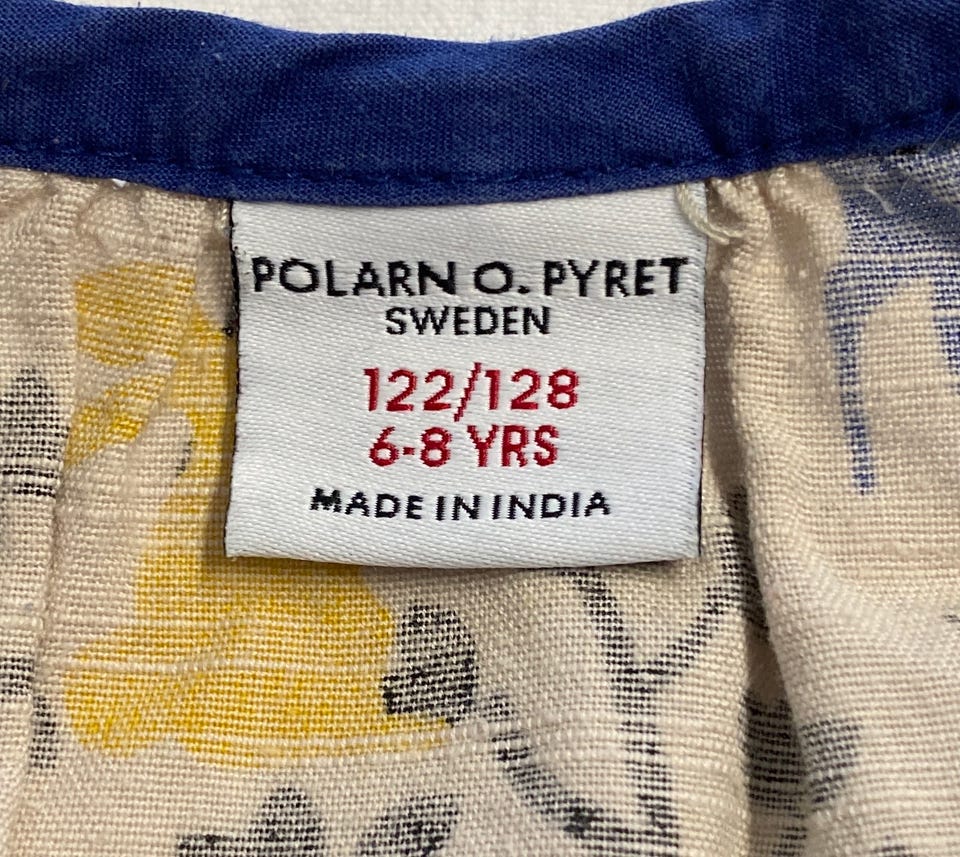 POLARN O. PYRET
SWEDEN
122/128
6-8 YRS
MADE IN INDIA